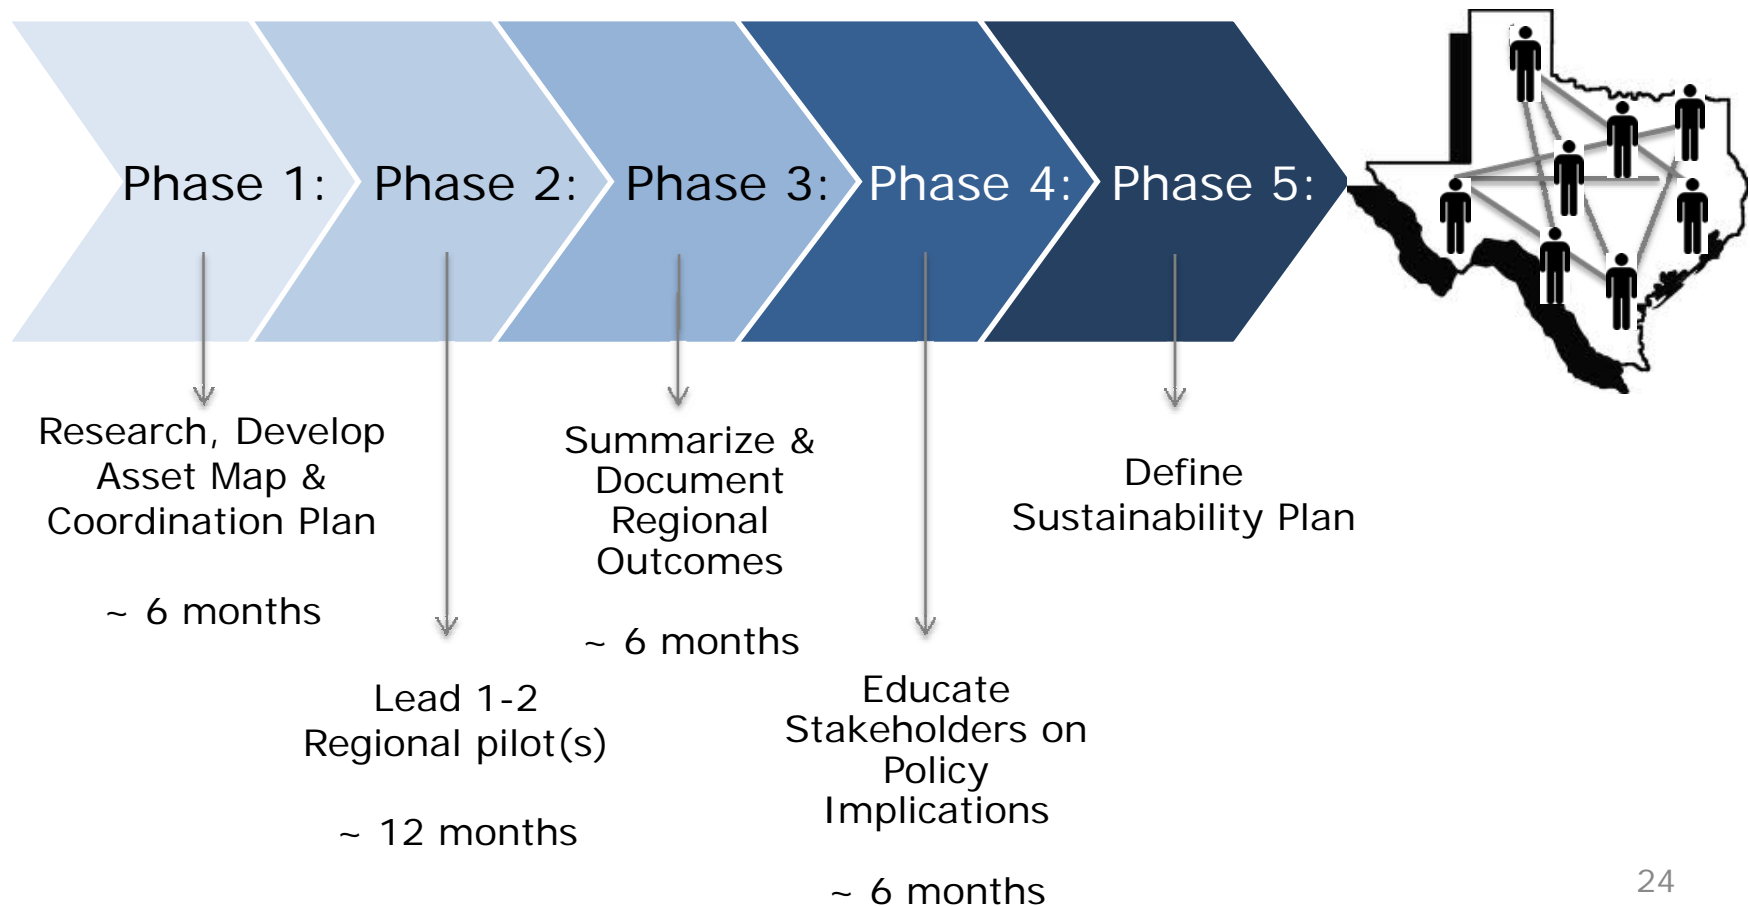 Phase 1:
Phase 2:
Phase 3:
Phase 4:
Phase 5:
Research, Develop
Asset Map &
Coordination Plan
~ 6 months
Lead 1-2
Regional pilot(s)
~ 12 months
Summarize &
Document
Regional
Outcomes
~ 6 months
Educate
Stakeholders on
Policy
Implications
~ 6 months
Define
Sustainability Plan
24